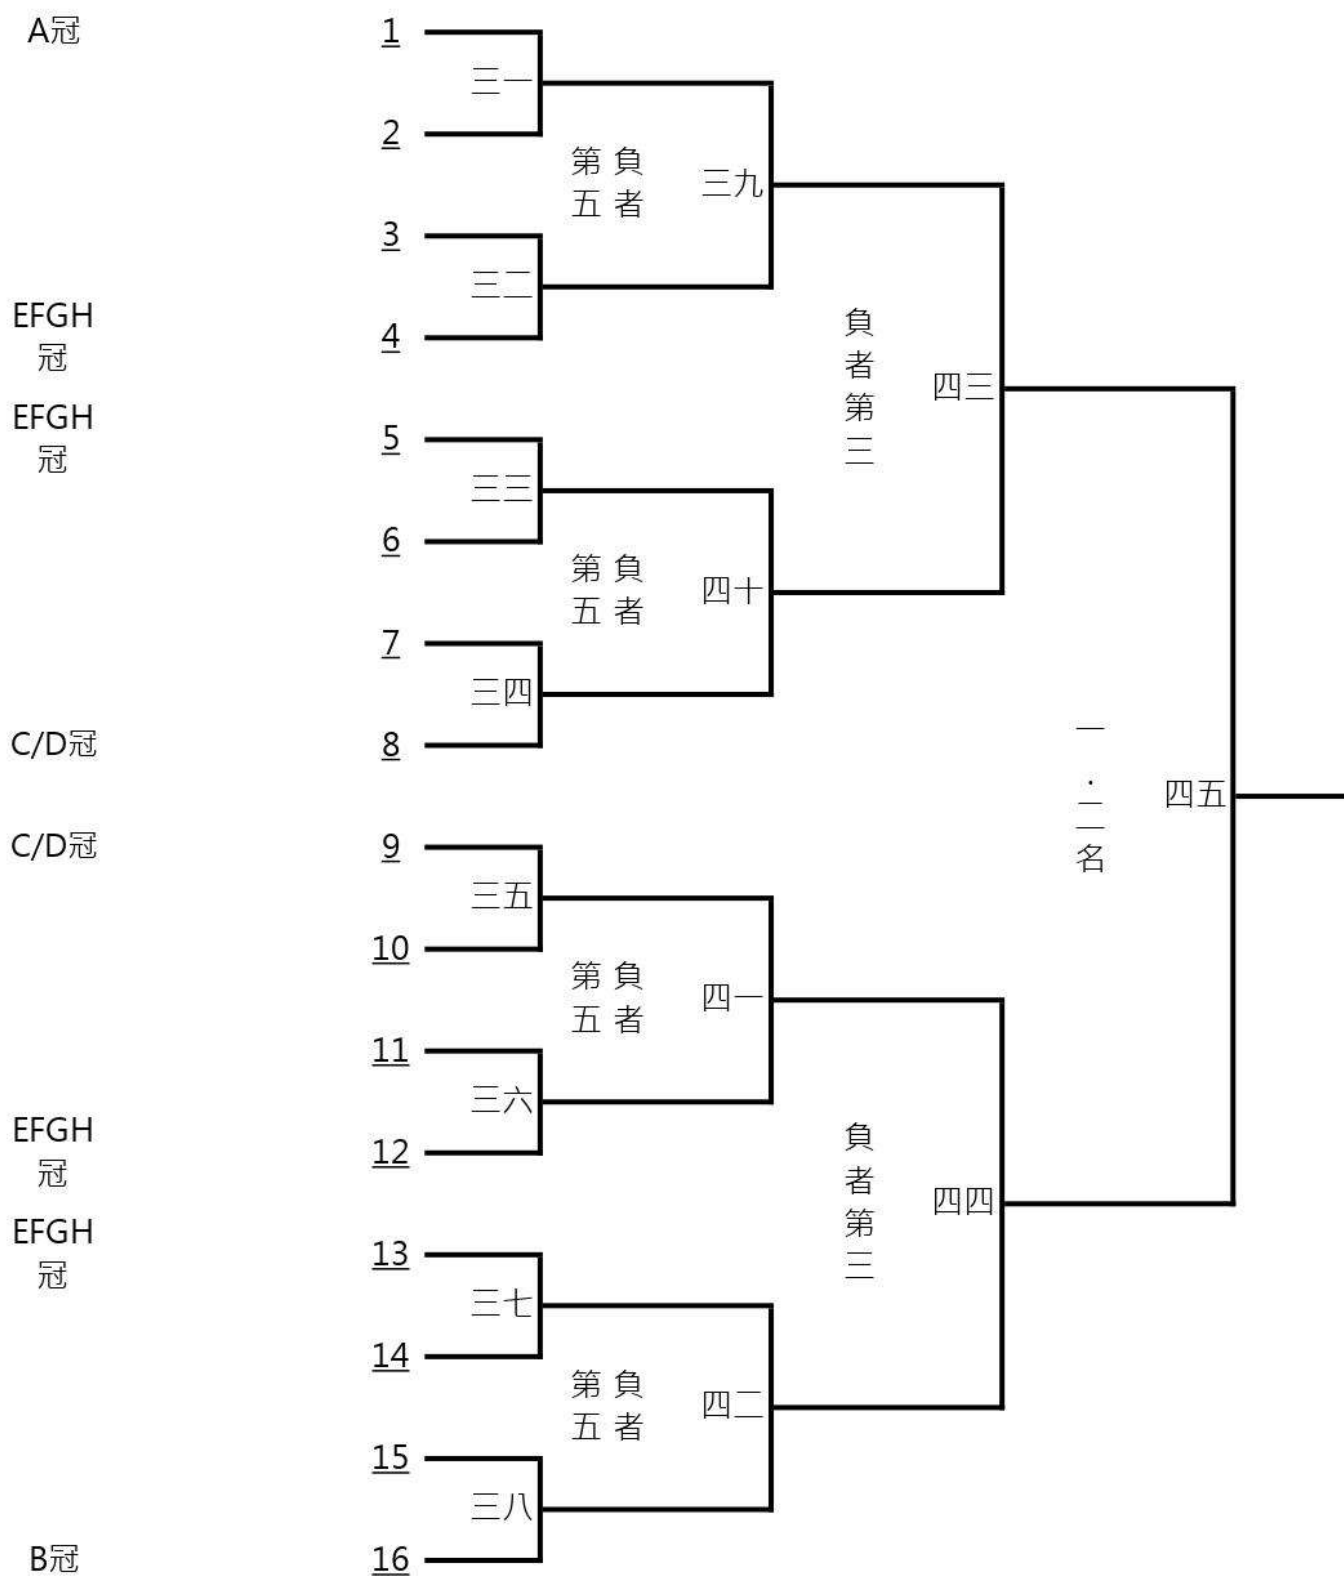 A冠
1
三一
2
第五
負者
三九
3
三二
EFGH
冠
4
負者第三
四三
EFGH
冠
5
三三
6
第五
負者
四十
7
三四
C/D冠
8
一.二名
四五
C/D冠
9
三五
10
第五
負者
四一
11
三六
EFGH
冠
12
負者第三
四四
EFGH
冠
13
三七
14
第五
負者
四二
15
三八
B冠
16